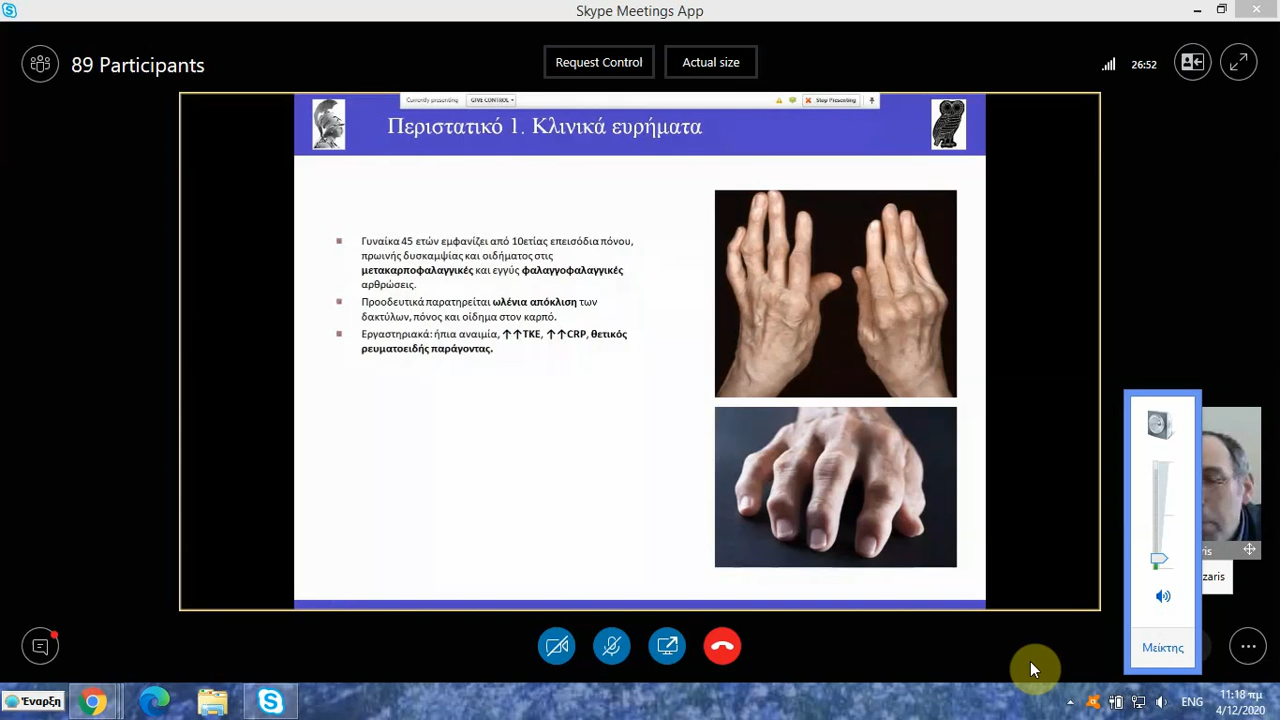 Skype Meetings App
89 Participants
Request Control
Actual size
26:52
Currently presenting
GIVE CONTROL
Stop Presenting
Περιστατικό 1. Κλινικά ευρήματα
Γυναίκα 45 ετών εμφανίζει από 10ετίας επεισόδια πόνου,
πρωινής δυσκαμψίας και οιδήματος στις
μετακαρποφαλαγγικές και εγγύς φαλαγγοφαλαγγικές
αρθρώσεις.
Προοδευτικά παρατηρείται ωλένια απόκλιση των
δακτύλων, πόνος και οίδημα στον καρπό.
Εργαστηριακά: ήπια αναιμία, ↑↑ΤΚΕ, ↑↑CRP, θετικός
ρευματοειδής παράγοντας.
ris
zaris
Μείκτης
Έναρξη
ENG
11:18 πμ
4/12/2020